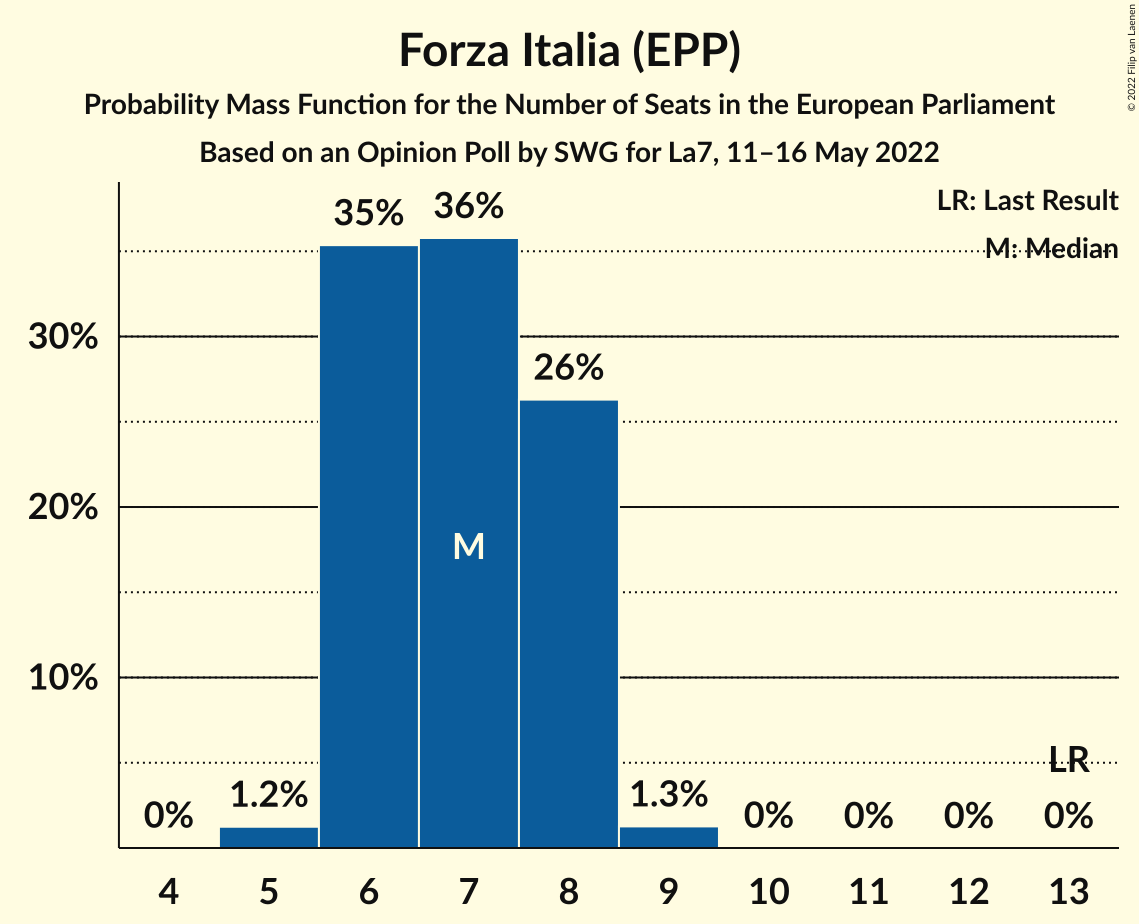 Forza Italia (EPP)
Probability Mass Function for the Number of Seats in the European Parliament
Based on an Opinion Poll by SWG for La7, 11–16 May 2022
© 2022 Filip van Laenen
LR: Last Result
M: Median
35%
36%
30%
26%
20%
M
10%
LR
0%
1.2%
1.3%
0%
0%
0%
0%
4 5 6 7 8 9 10 11 12 13